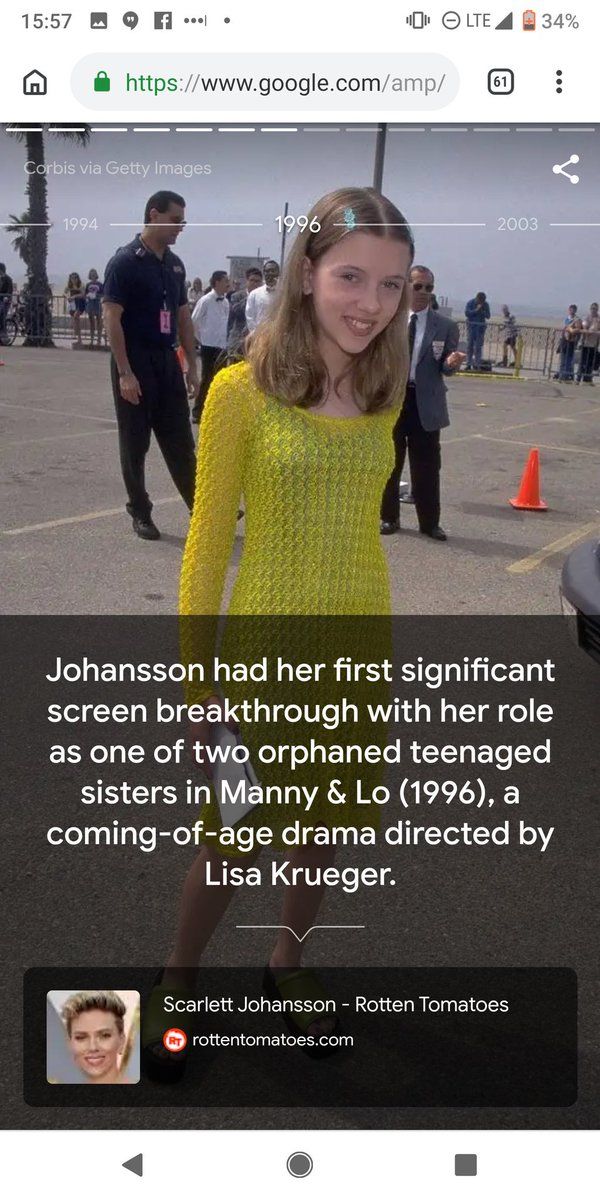 15:57
LTE 34%
https://www.google.com/amp/
61
Corbis via Getty Images
1994 1996 2003
Johansson had her first significant
screen breakthrough with her role
as one of two orphaned teenaged
sisters in Manny & Lo (1996), a
coming-of-age drama directed by
Lisa Krueger.
Scarlett Johansson - Rotten Tomatoes
RT rottentomatoes.com